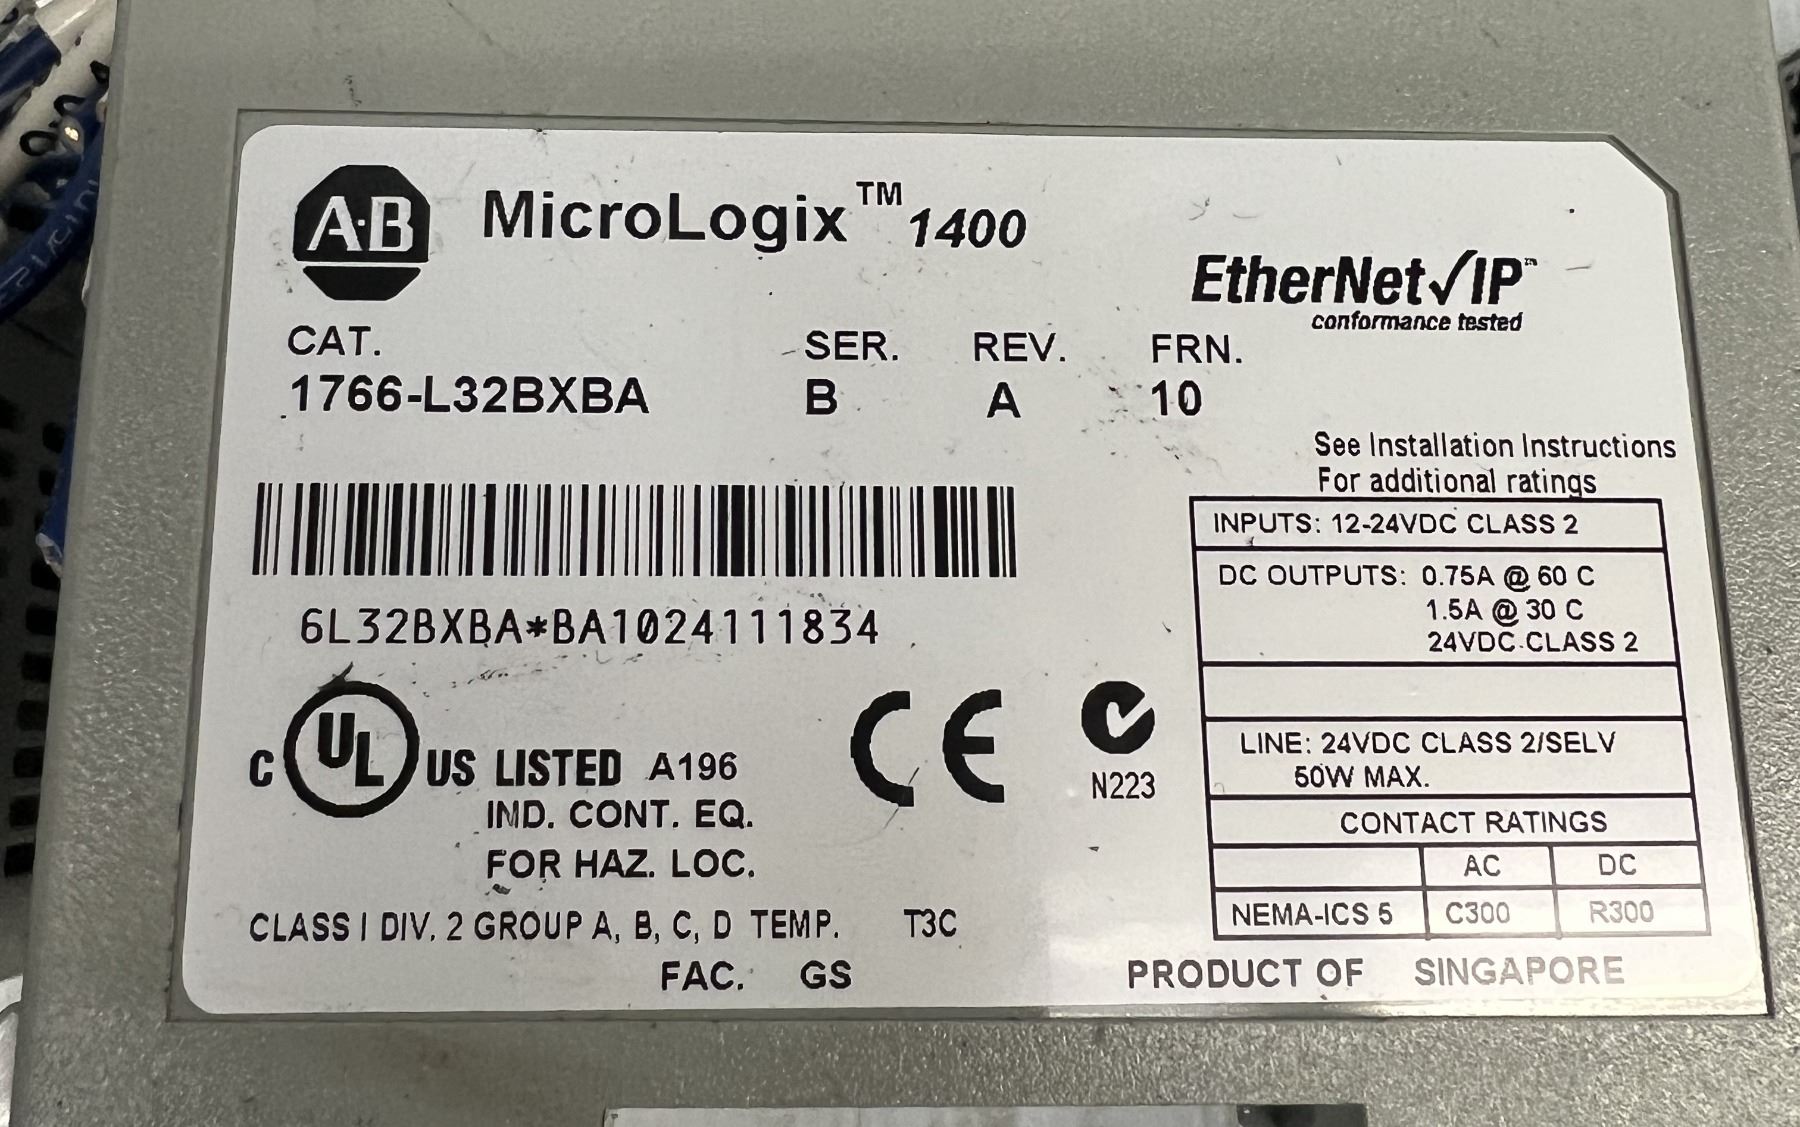 A·B MicroLogix™ 1400
EtherNet/IP™
conformance tested
CAT. SER. REV. FRN.
1766-L32BXBA B A 10
See Installation Instructions
For additional ratings
INPUTS: 12-24VDC CLASS 2
DC OUTPUTS: 0.75A @ 60 C
1.5A @ 30 C
24VDC CLASS 2
6L32BXBA*BA1024111834
LINE: 24VDC CLASS 2/SELV
50W MAX.
C UL US LISTED A196
IND. CONT. EQ.
FOR HAZ. LOC.
CE
N223
CONTACT RATINGS
AC DC
NEMA-ICS 5 C300 R300
CLASS I DIV. 2 GROUP A, B, C, D TEMP. T3C
FAC. GS
PRODUCT OF SINGAPORE